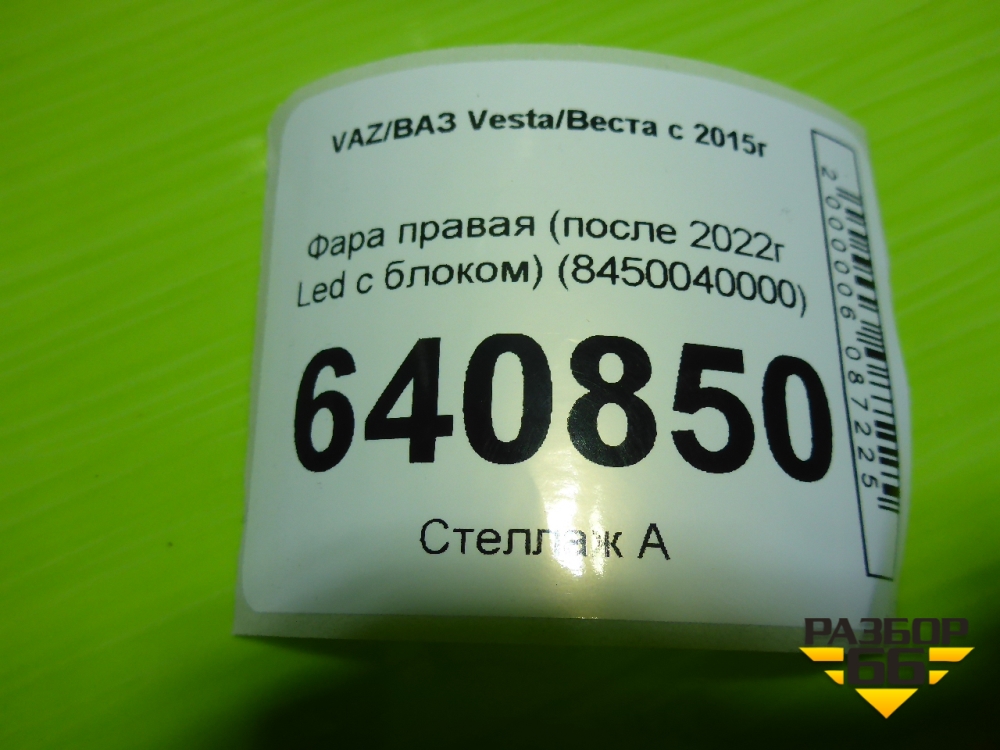 VAZ/ВАЗ Vesta/Веста с 2015г
Фара правая (после 2022г
Led с блоком) (8450040000)
640850
Стеллаж А
2000006087225
РАЗБОР
66